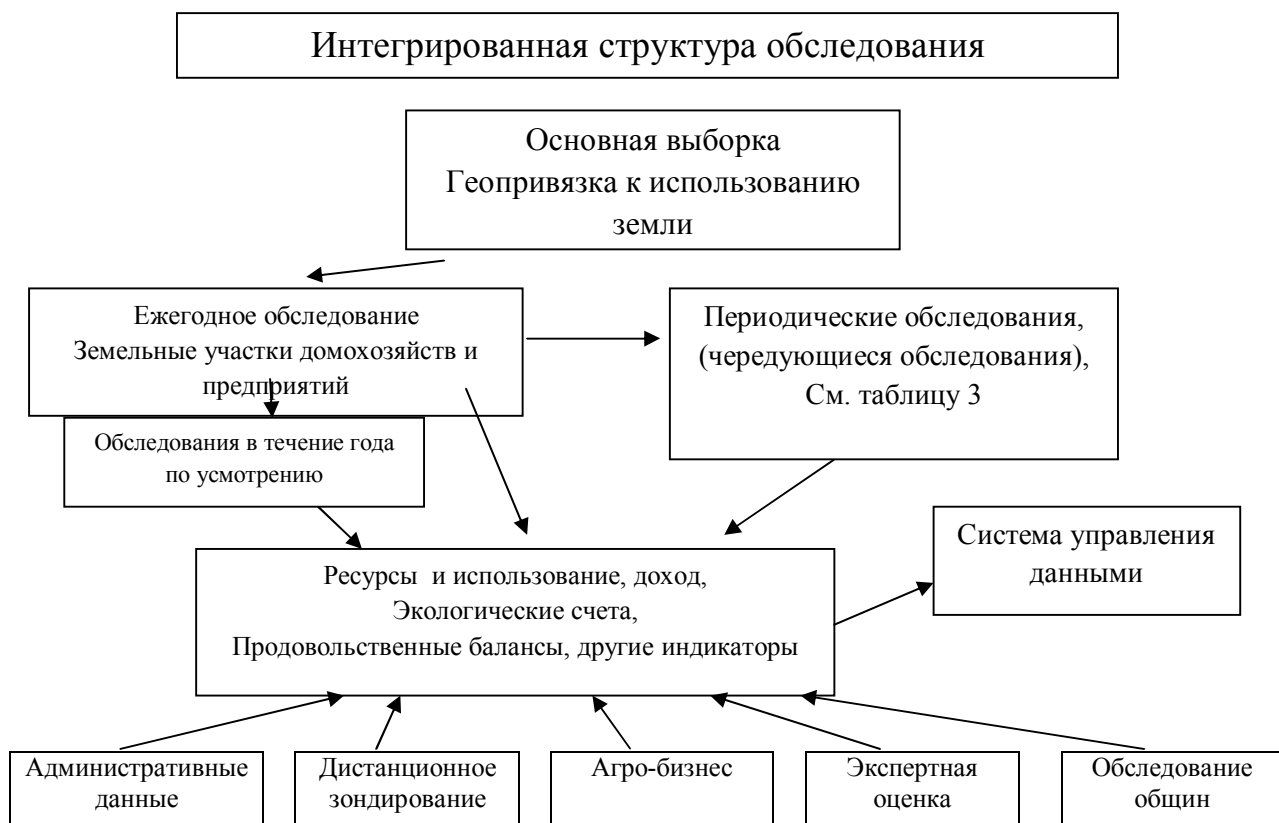 Интегрированная структура обследования
Основная выборка
Геопривязка к использованию
земли
Ежегодное обследование
Земельные участки домохозяйств и
предприятий
Периодические обследования,
(чередующиеся обследования),
См. таблицу 3
Обследования в течение года
по усмотрению
Система управления
данными
Ресурсы и использование, доход,
Экологические счета,
Продовольственные балансы, другие индикаторы
Административные
данные
Дистанционное
зондирование
Агро-бизнес
Экспертная
оценка
Обследование
общин